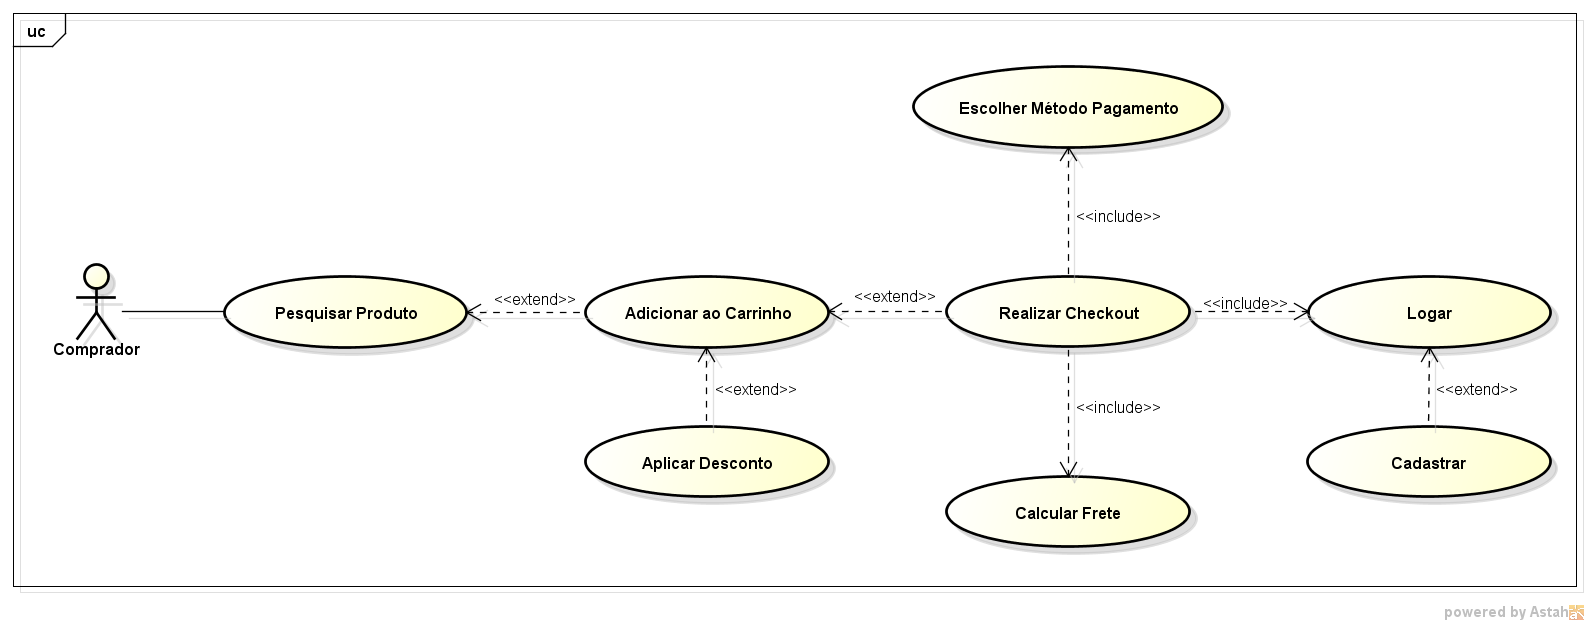 uc
Escolher Método Pagamento
<<include>>
Comprador
Pesquisar Produto
<<extend>>
Adicionar ao Carrinho
<<extend>>
Realizar Checkout
<<include>>
Logar
<<extend>>
<<include>>
<<extend>>
Aplicar Desconto
Cadastrar
Calcular Frete
powered by Astah